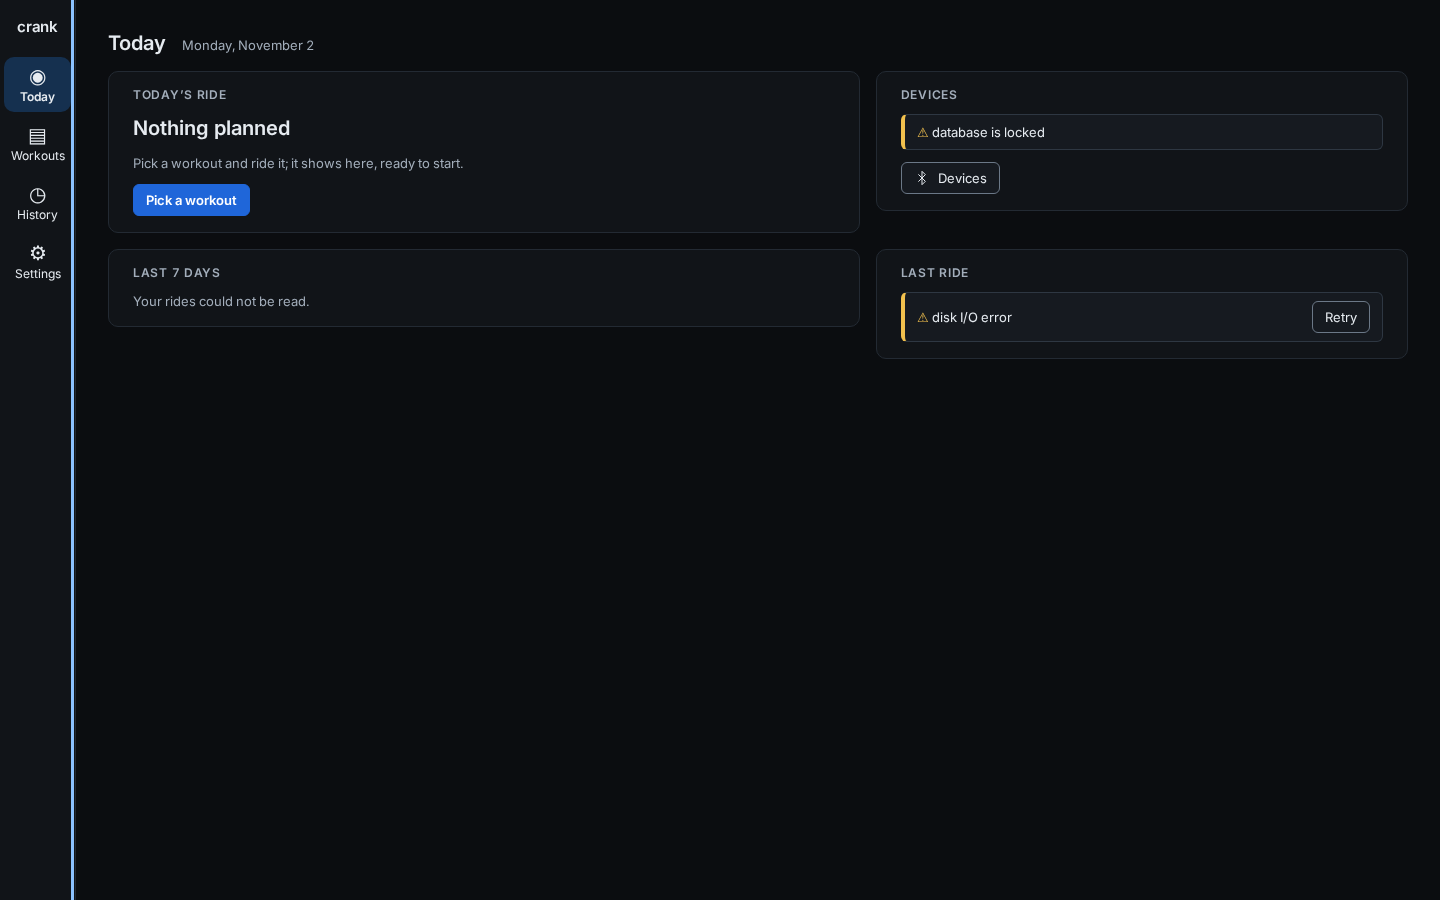 crank
Today
Workouts
History
Settings
Today Monday, November 2
TODAY'S RIDE
Nothing planned
Pick a workout and ride it; it shows here, ready to start.
Pick a workout
DEVICES
⚠ database is locked
Devices
LAST 7 DAYS
Your rides could not be read.
LAST RIDE
⚠ disk I/O error
Retry